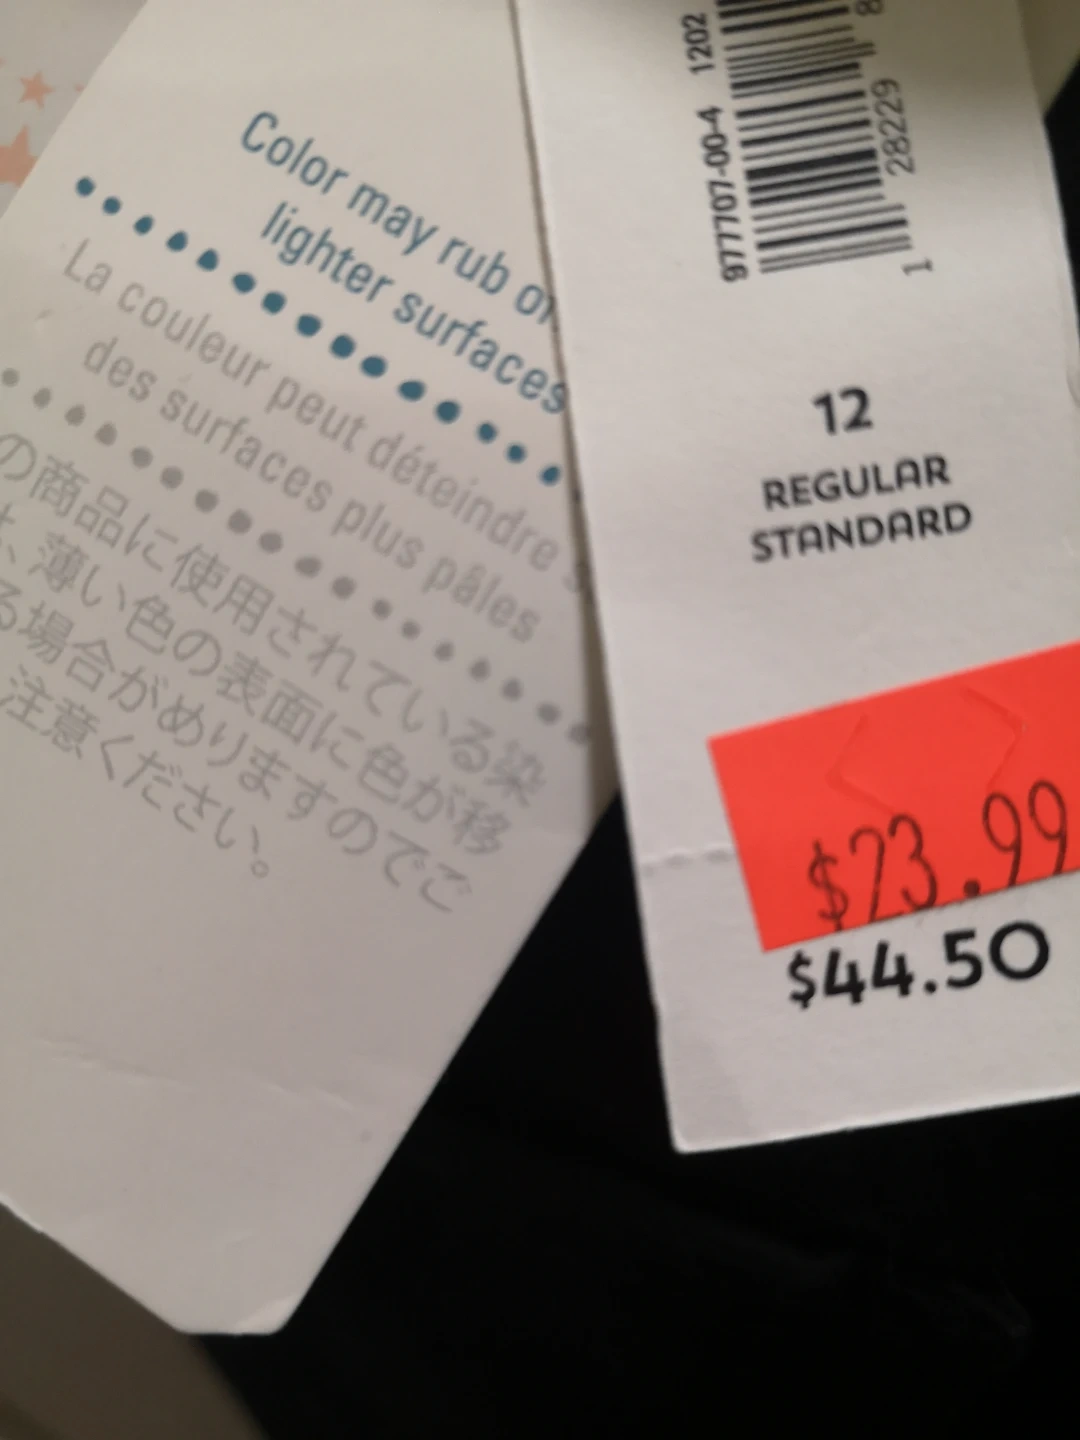 Color may rub
lighter surfaces
La couleur peut déteindre
des surfaces plus pâles
の商品に使用されている染
薄い色の表面に色が移
る場合がありますのでご
注意ください。
977707-00-4 1202
1 28229 8
12
REGULAR
STANDARD
$23.99
$44.50